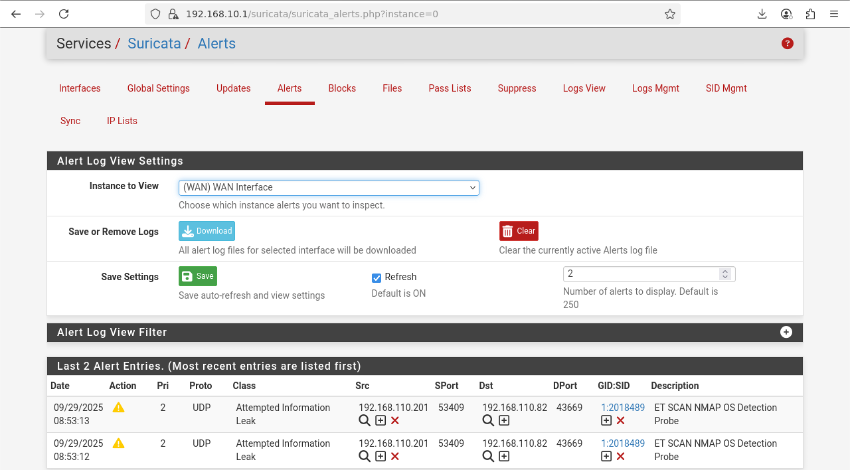 192.168.10.1/suricata/suricata_alerts.php?instance=0
Services / Suricata / Alerts ?
Interfaces Global Settings Updates Alerts Blocks Files Pass Lists Suppress Logs View Logs Mgmt SID Mgmt
Sync IP Lists
Alert Log View Settings
Instance to View (WAN) WAN Interface
Choose which instance alerts you want to inspect.
Save or Remove Logs Download Clear
All alert log files for selected interface will be downloaded Clear the currently active Alerts log file
Save Settings Save Refresh 2
Save auto-refresh and view settings Default is ON Number of alerts to display. Default is
250
Alert Log View Filter
Last 2 Alert Entries. (Most recent entries are listed first)
Date Action Pri Proto Class Src SPort Dst DPort GID:SID Description
09/29/2025 2 UDP Attempted Information 192.168.110.201 53409 192.168.110.82 43669 1:2018489 ET SCAN NMAP OS Detection
08:53:13 Leak Probe
09/29/2025 2 UDP Attempted Information 192.168.110.201 53409 192.168.110.82 43669 1:2018489 ET SCAN NMAP OS Detection
08:53:12 Leak Probe